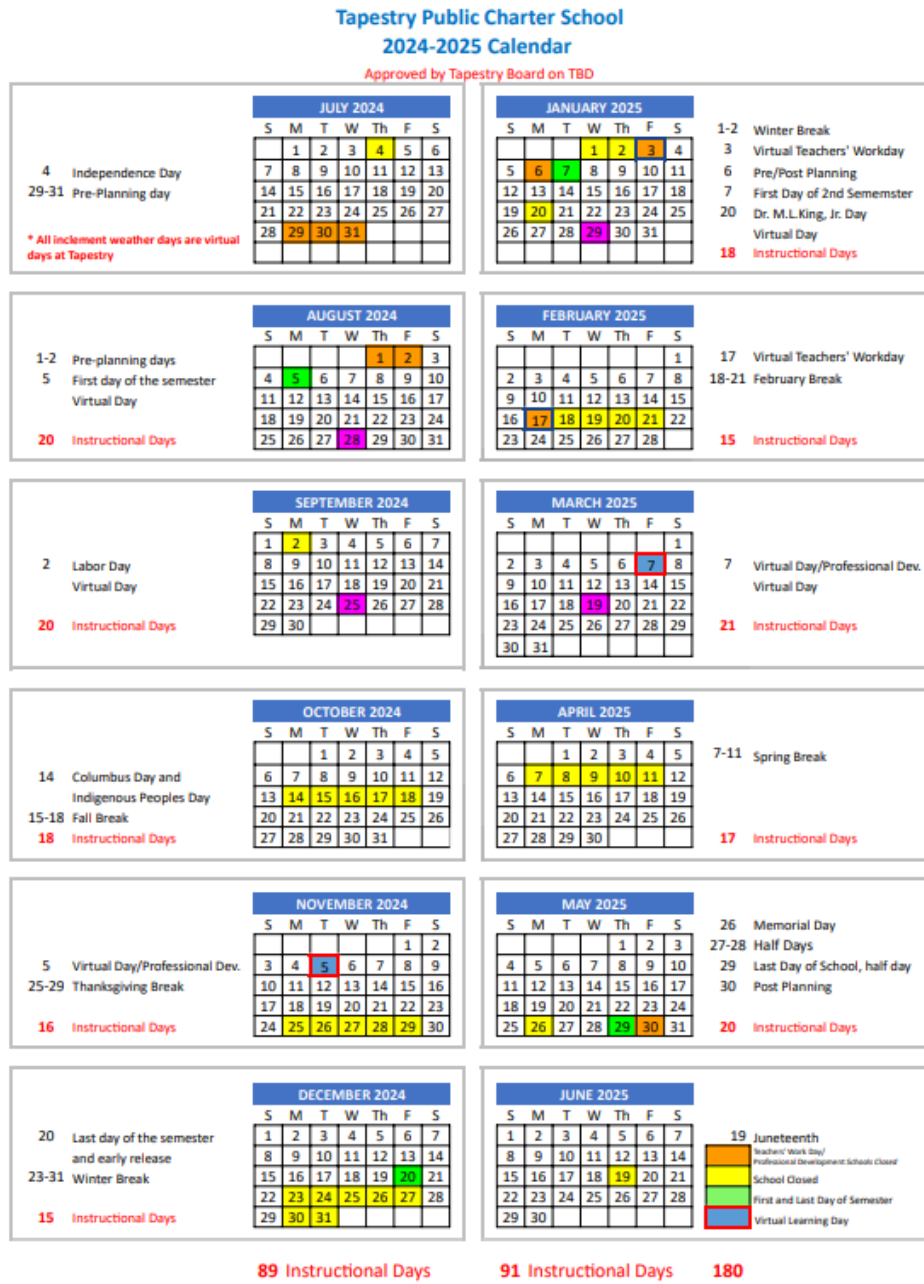 Tapestry Public Charter School
2024-2025 Calendar
Approved by Tapestry Board on TBD
JULY 2024
S M T W Th F S
1 2 3 4 5 6
7 8 9 10 11 12 13
14 15 16 17 18 19 20
21 22 23 24 25 26 27
28 29 30 31
4 Independence Day
29-31 Pre-Planning day
* All inclement weather days are virtual
days at Tapestry
JANUARY 2025
S M T W Th F S
1 2 3 4
5 6 7 8 9 10 11
12 13 14 15 16 17 18
19 20 21 22 23 24 25
26 27 28 29 30 31
1-2 Winter Break
3 Virtual Teachers' Workday
6 Pre/Post Planning
7 First Day of 2nd Sememster
20 Dr. M.L.King, Jr. Day
Virtual Day
18 Instructional Days
AUGUST 2024
S M T W Th F S
1 2 3
4 5 6 7 8 9 10
11 12 13 14 15 16 17
18 19 20 21 22 23 24
25 26 27 28 29 30 31
1-2 Pre-planning days
5 First day of the semester
Virtual Day
20 Instructional Days
FEBRUARY 2025
S M T W Th F S
1
2 3 4 5 6 7 8
9 10 11 12 13 14 15
16 17 18 19 20 21 22
23 24 25 26 27 28
17 Virtual Teachers' Workday
18-21 February Break
15 Instructional Days
SEPTEMBER 2024
S M T W Th F S
1 2 3 4 5 6 7
8 9 10 11 12 13 14
15 16 17 18 19 20 21
22 23 24 25 26 27 28
29 30
2 Labor Day
Virtual Day
20 Instructional Days
MARCH 2025
S M T W Th F S
1
2 3 4 5 6 7 8
9 10 11 12 13 14 15
16 17 18 19 20 21 22
23 24 25 26 27 28 29
30 31
7 Virtual Day/Professional Dev.
Virtual Day
21 Instructional Days
OCTOBER 2024
S M T W Th F S
1 2 3 4 5
6 7 8 9 10 11 12
13 14 15 16 17 18 19
20 21 22 23 24 25 26
27 28 29 30 31
14 Columbus Day and
Indigenous Peoples Day
15-18 Fall Break
18 Instructional Days
APRIL 2025
S M T W Th F S
1 2 3 4 5
6 7 8 9 10 11 12
13 14 15 16 17 18 19
20 21 22 23 24 25 26
27 28 29 30
7-11 Spring Break
17 Instructional Days
NOVEMBER 2024
S M T W Th F S
1 2
3 4 5 6 7 8 9
10 11 12 13 14 15 16
17 18 19 20 21 22 23
24 25 26 27 28 29 30
5 Virtual Day/Professional Dev.
25-29 Thanksgiving Break
16 Instructional Days
MAY 2025
S M T W Th F S
1 2 3
4 5 6 7 8 9 10
11 12 13 14 15 16 17
18 19 20 21 22 23 24
25 26 27 28 29 30 31
26 Memorial Day
27-28 Half Days
29 Last Day of School, half day
30 Post Planning
20 Instructional Days
DECEMBER 2024
S M T W Th F S
1 2 3 4 5 6 7
8 9 10 11 12 13 14
15 16 17 18 19 20 21
22 23 24 25 26 27 28
29 30 31
20 Last day of the semester
and early release
23-31 Winter Break
15 Instructional Days
JUNE 2025
S M T W Th F S
1 2 3 4 5 6 7
8 9 10 11 12 13 14
15 16 17 18 19 20 21
22 23 24 25 26 27 28
29 30
19 Juneteenth
Teachers' Work Day/
Professional Development Schools Closed
School Closed
First and Last Day of Semester
Virtual Learning Day
89 Instructional Days
91 Instructional Days
180